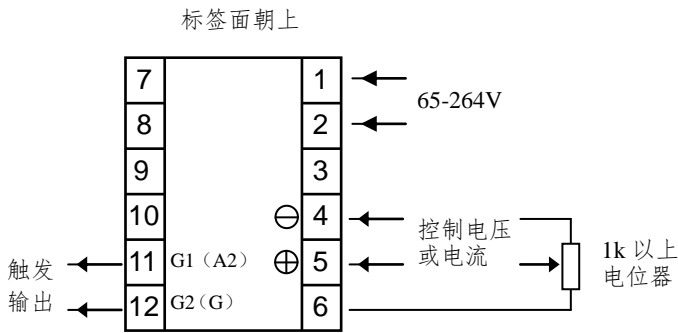 标签面朝上
7 1
65-264V
8 2
9 3
10 ⊖ 4
控制电压
或电流
1k 以上
电位器
触发
输出
11 G1（A2） ⊕ 5
12 G2（G） 6